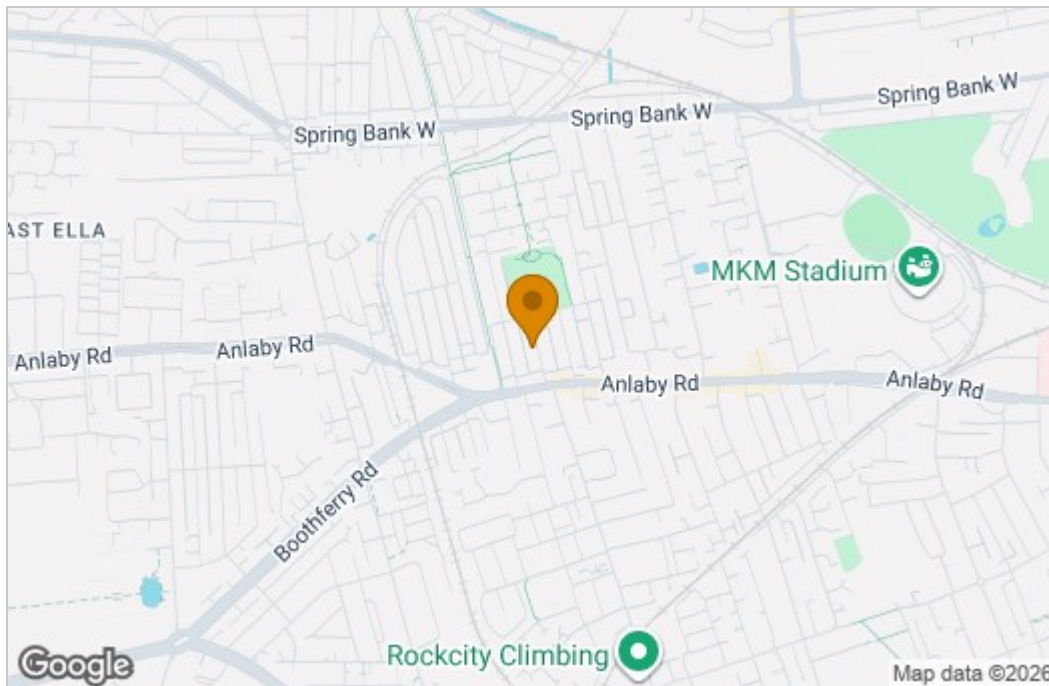 Spring Bank W
Spring Bank W
Spring Bank W
AST ELLA
MKM Stadium
Anlaby Rd
Anlaby Rd
Anlaby Rd
Anlaby Rd
Boothferry Rd
Rockcity Climbing
Google
Map data ©2026